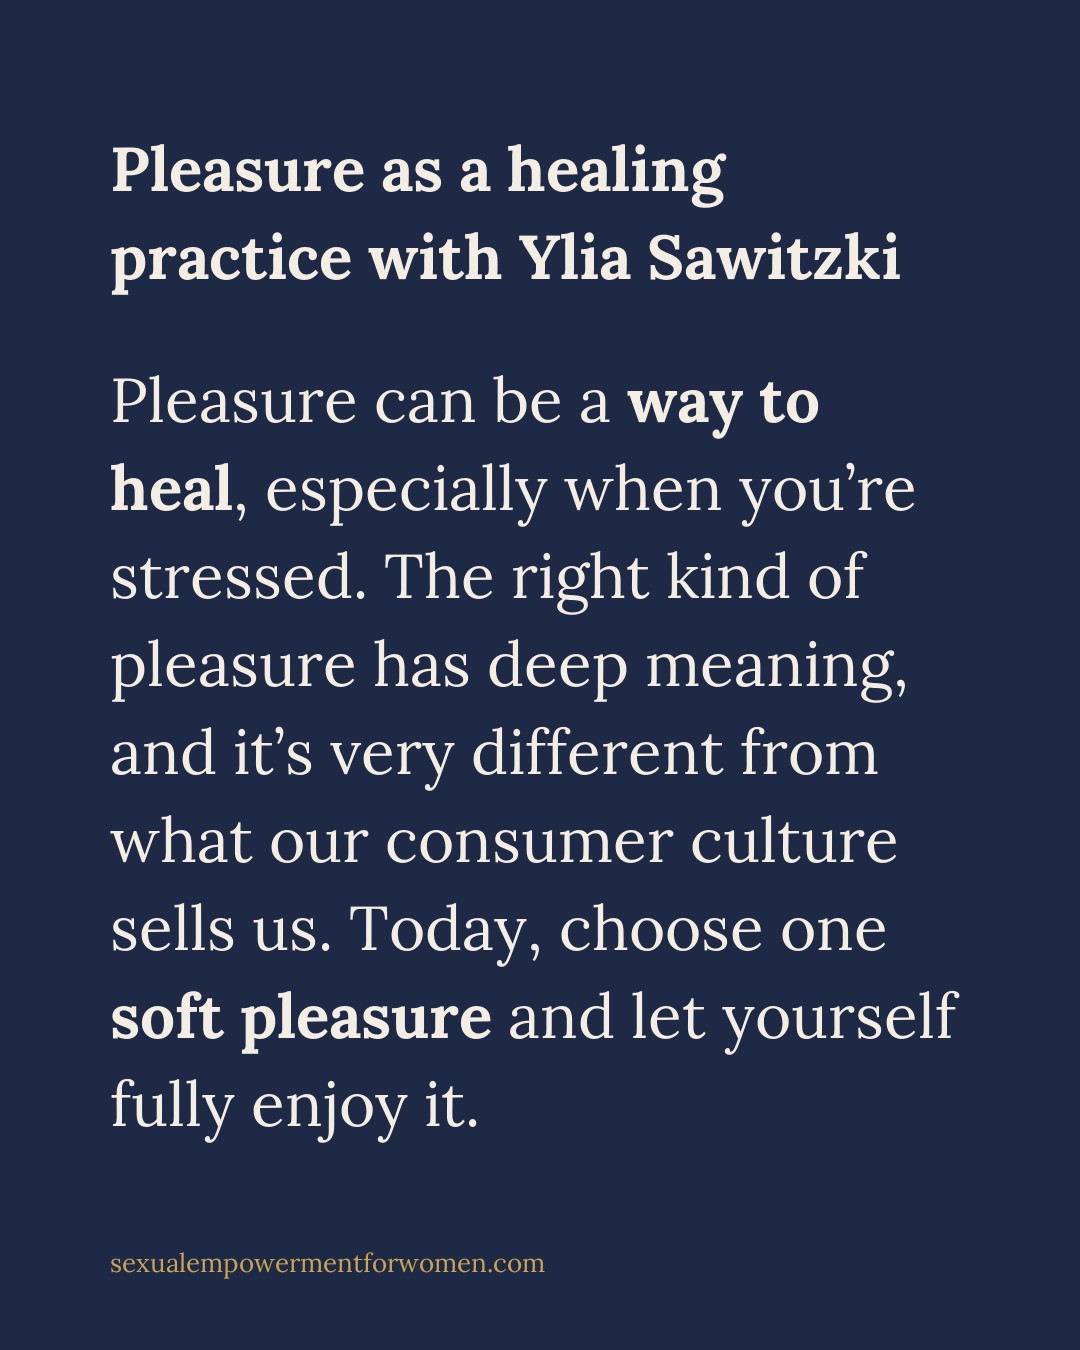 Pleasure as a healing
practice with Ylia Sawitzki
Pleasure can be a way to
heal, especially when you’re
stressed. The right kind of
pleasure has deep meaning,
and it’s very different from
what our consumer culture
sells us. Today, choose one
soft pleasure and let yourself
fully enjoy it.
sexualempowermentforwomen.com